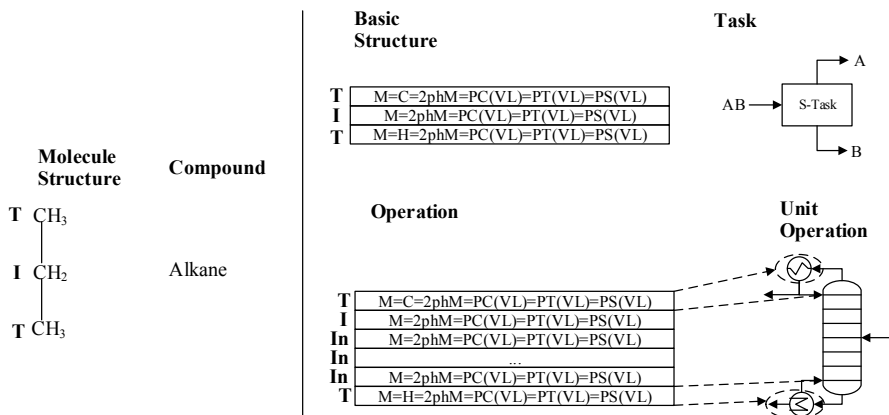 Molecule
Structure
Compound
T CH3
I CH2
Alkane
T CH3
Basic
Structure
T M=C=2phM=PC(VL)=PT(VL)=PS(VL)
I M=2phM=PC(VL)=PT(VL)=PS(VL)
T M=H=2phM=PC(VL)=PT(VL)=PS(VL)
Task
A
AB
S-Task
B
Operation
T M=C=2phM=PC(VL)=PT(VL)=PS(VL)
I M=2phM=PC(VL)=PT(VL)=PS(VL)
In M=2phM=PC(VL)=PT(VL)=PS(VL)
In ...
In M=2phM=PC(VL)=PT(VL)=PS(VL)
T M=H=2phM=PC(VL)=PT(VL)=PS(VL)
Unit
Operation